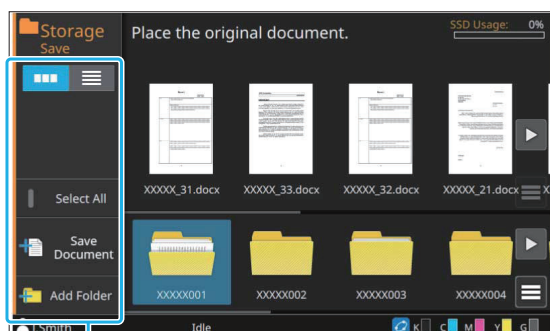 Storage
Save
Place the original document.
SSD Usage: 0%
XXXXX_31.docx
XXXXX_33.docx
XXXXX_32.docx
XXXXX_21.docx
X
Select All
Save
Document
Add Folder
XXXXX001
XXXXX002
XXXXX003
XXXXX004
Smith
Idle
K
C
M
Y
G